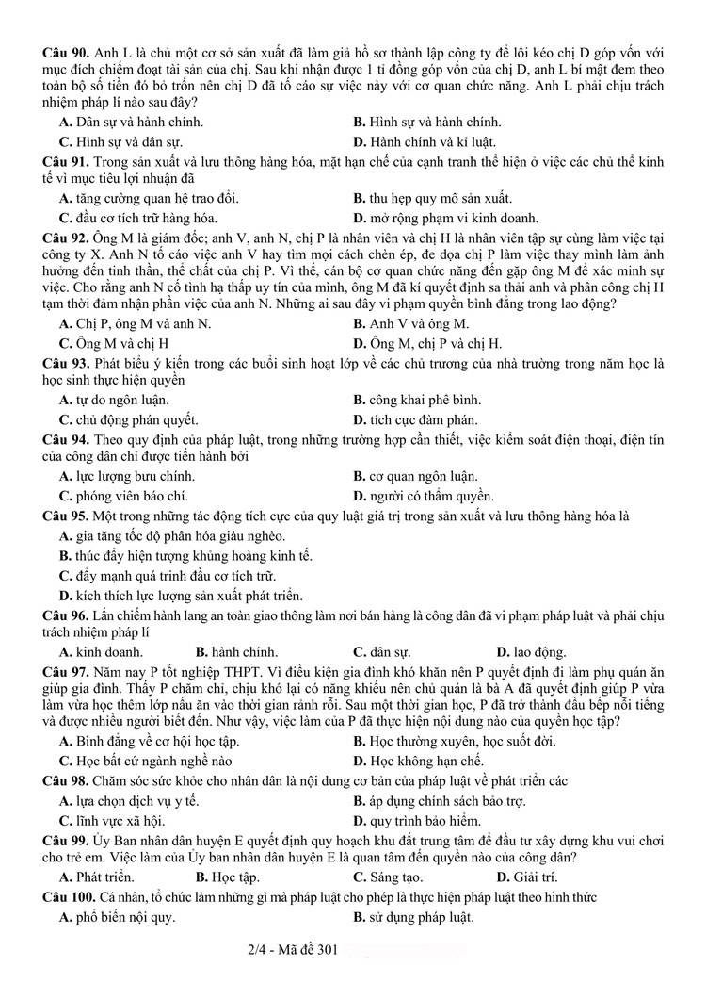 Câu 90. Anh L là chủ một cơ sở sản xuất đã làm giả hồ sơ thành lập công ty để lôi kéo chị D góp vốn với
mục đích chiếm đoạt tài sản của chị. Sau khi nhận được 1 tỉ đồng góp vốn của chị D, anh L bí mật đem theo
toàn bộ số tiền đó bỏ trốn nên chị D đã tố cáo sự việc này với cơ quan chức năng. Anh L phải chịu trách
nhiệm pháp lí nào sau đây?
A. Dân sự và hành chính. B. Hình sự và hành chính.
C. Hình sự và dân sự. D. Hành chính và kỉ luật.
Câu 91. Trong sản xuất và lưu thông hàng hóa, mặt hạn chế của cạnh tranh thể hiện ở việc các chủ thể kinh
tế vì mục tiêu lợi nhuận đã
A. tăng cường quan hệ trao đổi. B. thu hẹp quy mô sản xuất.
C. đầu cơ tích trữ hàng hóa. D. mở rộng phạm vi kinh doanh.
Câu 92. Ông M là giám đốc; anh V, anh N, chị P là nhân viên và chị H là nhân viên tập sự cùng làm việc tại
công ty X. Anh N tố cáo việc anh V hay tìm mọi cách chèn ép, đe dọa chị P làm việc thay mình làm ảnh
hưởng đến tinh thần, thể chất của chị P. Vì thế, cán bộ cơ quan chức năng đến gặp ông M để xác minh sự
việc. Cho rằng anh N cố tình hạ thấp uy tín của mình, ông M đã kí quyết định sa thải anh và phân công chị H
tạm thời đảm nhận phần việc của anh N. Những ai sau đây vi phạm quyền bình đẳng trong lao động?
A. Chị P, ông M và anh N. B. Anh V và ông M.
C. Ông M và chị H D. Ông M, chị P và chị H.
Câu 93. Phát biểu ý kiến trong các buổi sinh hoạt lớp về các chủ trương của nhà trường trong năm học là
học sinh thực hiện quyền
A. tự do ngôn luận. B. công khai phê bình.
C. chủ động phán quyết. D. tích cực đàm phán.
Câu 94. Theo quy định của pháp luật, trong những trường hợp cần thiết, việc kiểm soát điện thoại, điện tín
của công dân chỉ được tiến hành bởi
A. lực lượng bưu chính. B. cơ quan ngôn luận.
C. phóng viên báo chí. D. người có thẩm quyền.
Câu 95. Một trong những tác động tích cực của quy luật giá trị trong sản xuất và lưu thông hàng hóa là
A. gia tăng tốc độ phân hóa giàu nghèo.
B. thúc đẩy hiện tượng khủng hoàng kinh tế.
C. đẩy mạnh quá trinh đầu cơ tích trữ.
D. kích thích lực lượng sản xuất phát triển.
Câu 96. Lấn chiếm hành lang an toàn giao thông làm nơi bán hàng là công dân đã vi phạm pháp luật và phải chịu
trách nhiệm pháp lí
A. kinh doanh. B. hành chính. C. dân sự. D. lao động.
Câu 97. Năm nay P tốt nghiệp THPT. Vì điều kiện gia đình khó khăn nên P quyết định đi làm phụ quán ăn
giúp gia đình. Thấy P chăm chỉ, chịu khó lại có năng khiếu nên chủ quán là bà A đã quyết định giúp P vừa
làm vừa học thêm lớp nấu ăn vào thời gian rảnh rỗi. Sau một thời gian học, P đã trở thành đầu bếp nổi tiếng
và được nhiều người biết đến. Như vậy, việc làm của P đã thực hiện nội dung nào của quyền học tập?
A. Bình đẳng về cơ hội học tập. B. Học thường xuyên, học suốt đời.
C. Học bất cứ ngành nghề nào D. Học không hạn chế.
Câu 98. Chăm sóc sức khỏe cho nhân dân là nội dung cơ bản của pháp luật về phát triển các
A. lựa chọn dịch vụ y tế. B. áp dụng chính sách bảo trợ.
C. lĩnh vực xã hội. D. quy trình bảo hiểm.
Câu 99. Ủy Ban nhân dân huyện E quyết định quy hoạch khu đất trung tâm để đầu tư xây dựng khu vui chơi
cho trẻ em. Việc làm của Ủy ban nhân dân huyện E là quan tâm đến quyền nào của công dân?
A. Phát triển. B. Học tập. C. Sáng tạo. D. Giải trí.
Câu 100. Cá nhân, tổ chức làm những gì mà pháp luật cho phép là thực hiện pháp luật theo hình thức
A. phổ biến nội quy. B. sử dụng pháp luật.
2/4 - Mã đề 301